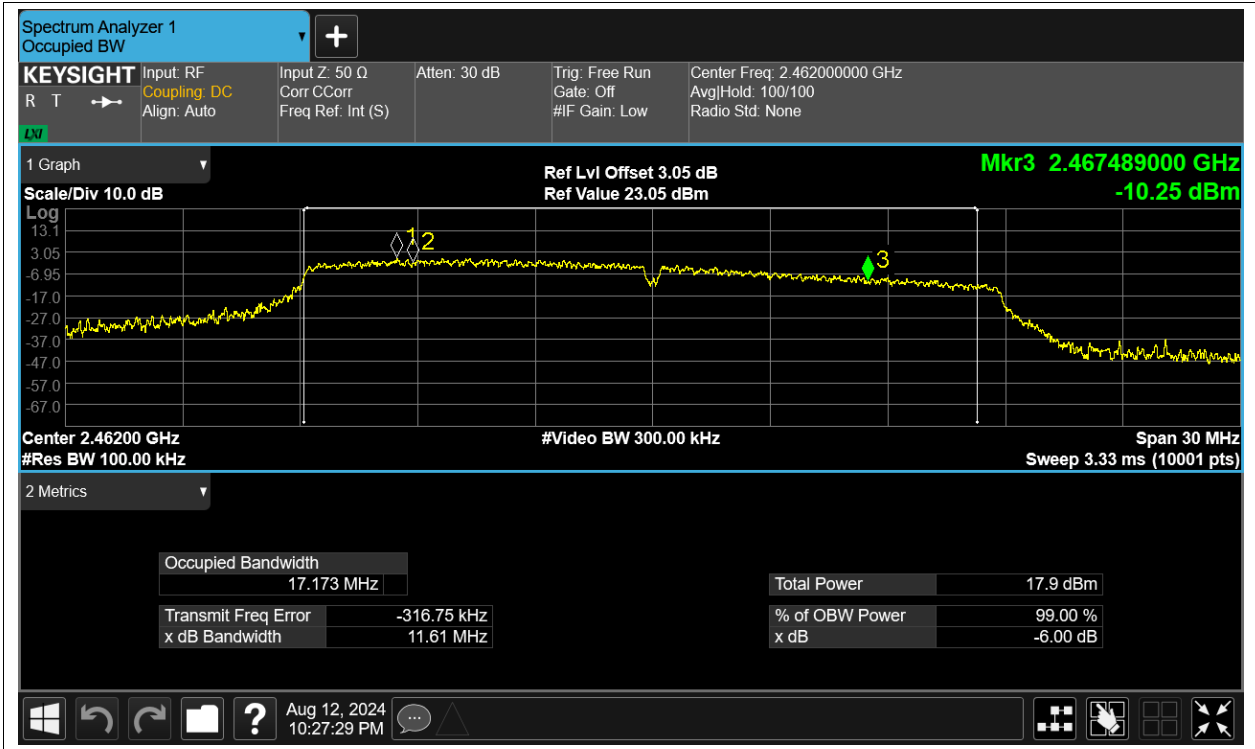 Spectrum Analyzer 1
Occupied BW
KEYSIGHT
R T
LXI
Input: RF
Coupling: DC
Align: Auto
Input Z: 50 Ω
Corr CCorr
Freq Ref: Int (S)
Atten: 30 dB
Trig: Free Run
Gate: Off
#IF Gain: Low
Center Freq: 2.462000000 GHz
Avg|Hold: 100/100
Radio Std: None
1 Graph
Scale/Div 10.0 dB
Ref Lvl Offset 3.05 dB
Ref Value 23.05 dBm
Mkr3 2.467489000 GHz
-10.25 dBm
Log
13.1
3.05
-6.95
-17.0
-27.0
-37.0
-47.0
-57.0
-67.0
1
2
3
Center 2.46200 GHz
#Res BW 100.00 kHz
#Video BW 300.00 kHz
Span 30 MHz
Sweep 3.33 ms (10001 pts)
2 Metrics
Occupied Bandwidth
17.173 MHz
Transmit Freq Error -316.75 kHz
x dB Bandwidth 11.61 MHz
Total Power 17.9 dBm
% of OBW Power 99.00 %
x dB -6.00 dB
Aug 12, 2024
10:27:29 PM